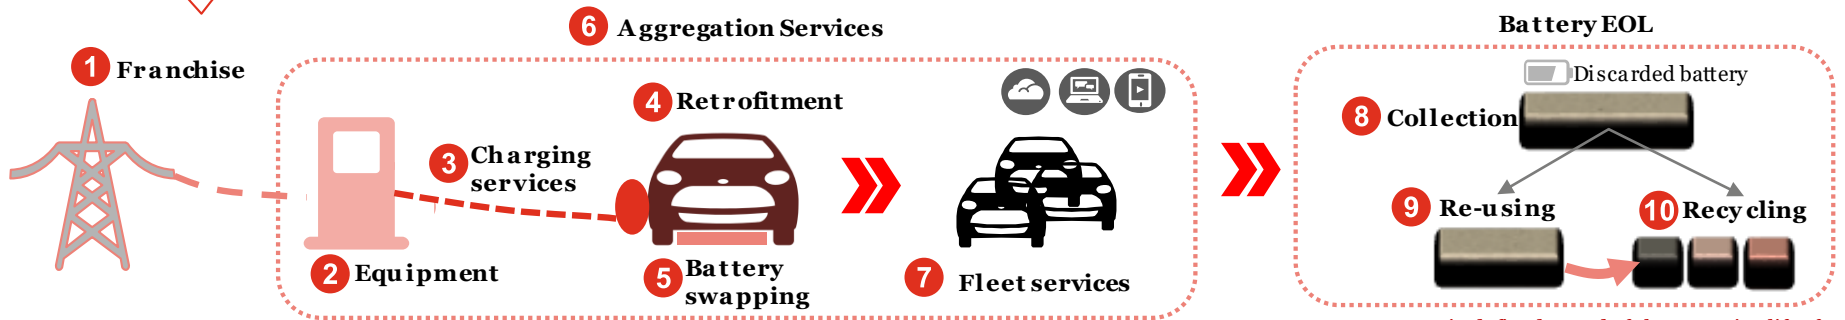 6 Aggregation Services
Battery EOL
1 Franchise
Discarded battery
4 Retrofitment
8 Collection
3 Charging
services
9 Re-using
10 Recycling
2 Equipment
5 Battery
swapping
7 Fleet services